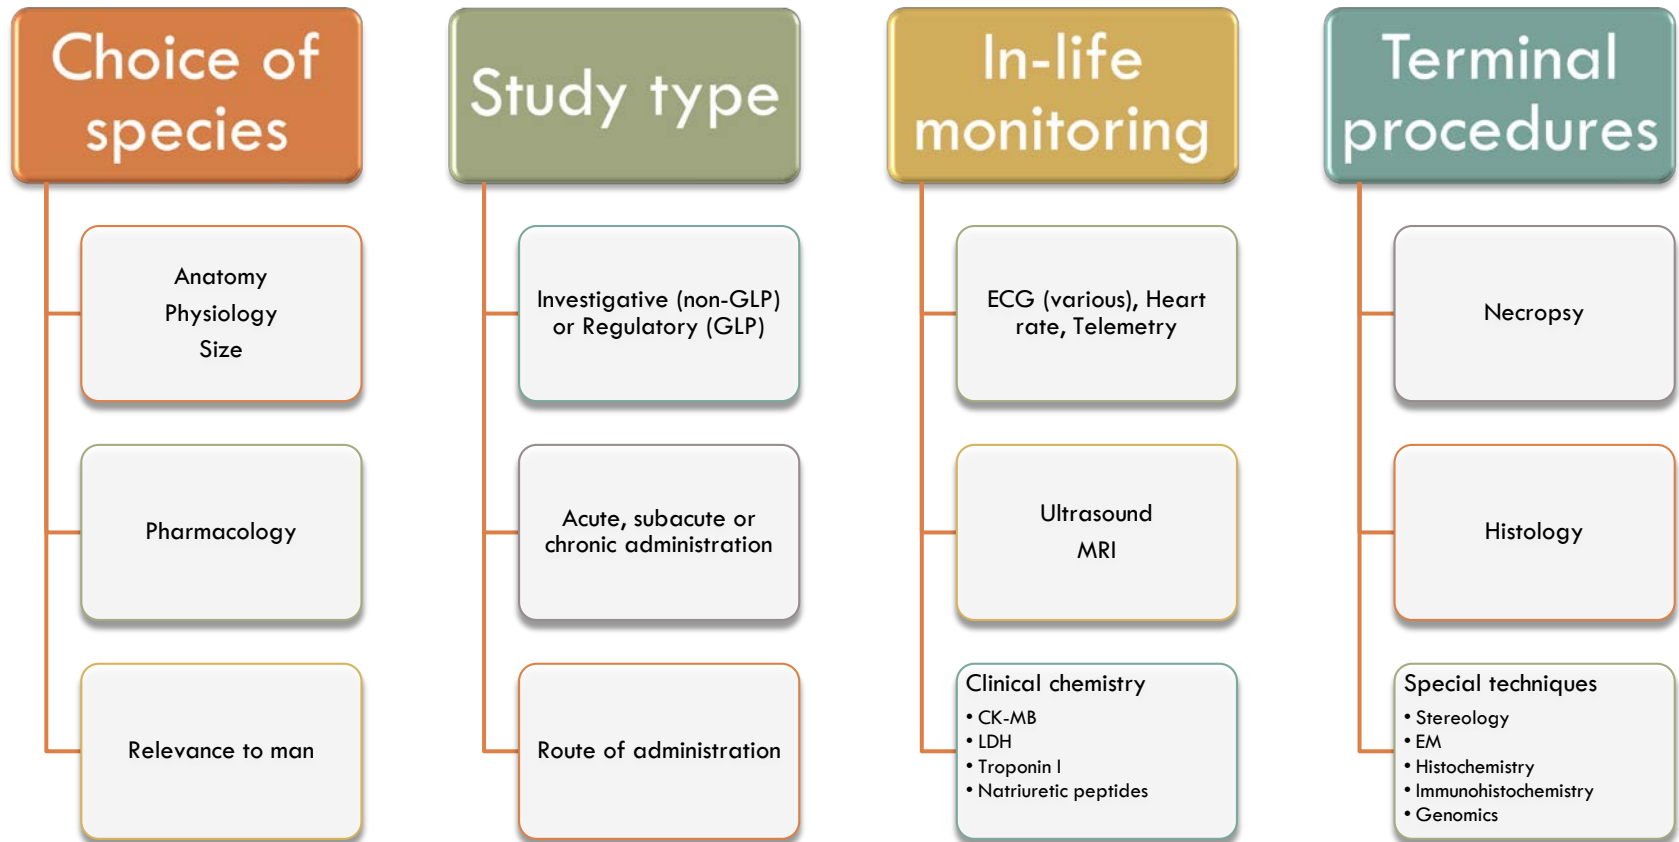 Choice of
species
Anatomy
Physiology
Size
Pharmacology
Relevance to man
Study type
Investigative (non-GLP)
or Regulatory (GLP)
Acute, subacute or
chronic administration
Route of administration
In-life
monitoring
ECG (various), Heart
rate, Telemetry
Ultrasound
MRI
Clinical chemistry
• CK-MB
• LDH
• Troponin I
• Natriuretic peptides
Terminal
procedures
Necropsy
Histology
Special techniques
• Stereology
• EM
• Histochemistry
• Immunohistochemistry
• Genomics